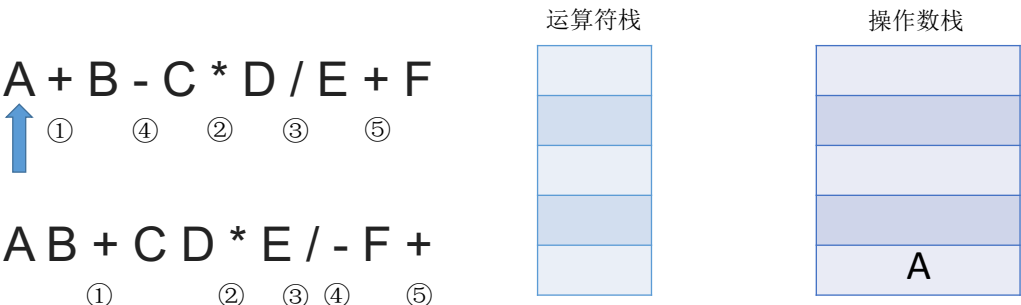 运算符栈
操作数栈
A + B - C * D / E + F
① ④ ② ③ ⑤
A B + C D * E / - F +
① ② ③ ④ ⑤
A